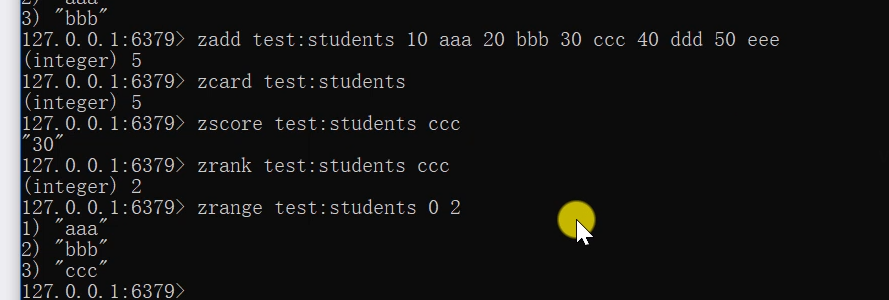 2) "aaa"
3) "bbb"
127.0.0.1:6379> zadd test:students 10 aaa 20 bbb 30 ccc 40 ddd 50 eee
(integer) 5
127.0.0.1:6379> zcard test:students
(integer) 5
127.0.0.1:6379> zscore test:students ccc
"30"
127.0.0.1:6379> zrank test:students ccc
(integer) 2
127.0.0.1:6379> zrange test:students 0 2
1) "aaa"
2) "bbb"
3) "ccc"
127.0.0.1:6379>